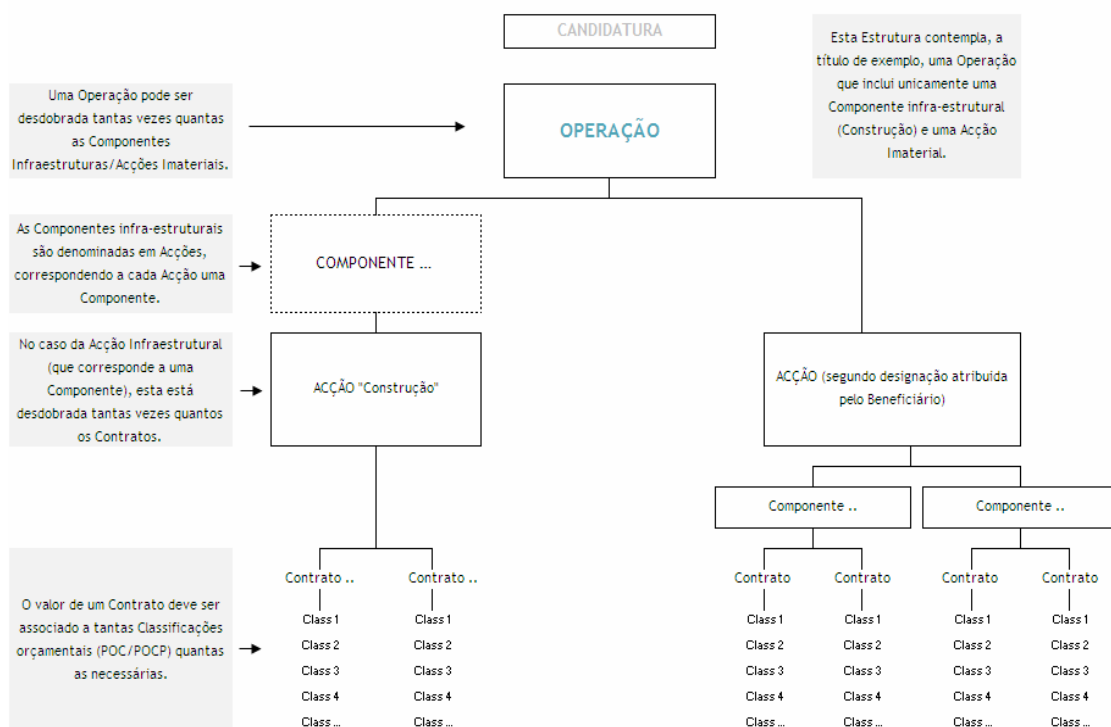 CANDIDATURA
Esta Estrutura contempla, a
título de exemplo, uma Operação
que inclui unicamente uma
Componente infra-estrutural
(Construção) e uma Acção
Imaterial.
Uma Operação pode ser
desdobrada tantas vezes quantas
as Componentes
Infraestruturas/Acções Imateriais.
OPERAÇÃO
As Componentes infra-estruturais
são denominadas em Acções,
correspondendo a cada Acção uma
Componente.
COMPONENTE ...
No caso da Acção Infraestrutural
(que corresponde a uma
Componente), esta está
desdobrada tantas vezes quantos
os Contratos.
ACÇÃO "Construção"
ACÇÃO (segundo designação atribuida
pelo Beneficiário)
Componente ..
Componente ..
O valor de um Contrato deve ser
associado a tantas Classificações
orçamentais (POC/POCP) quantas
as necessárias.
Contrato ..
Class 1
Class 2
Class 3
Class 4
Class ...
Contrato ..
Class 1
Class 2
Class 3
Class 4
Class ...
Contrato
Class 1
Class 2
Class 3
Class 4
Class ...
Contrato
Class 1
Class 2
Class 3
Class 4
Class ...
Contrato
Class 1
Class 2
Class 3
Class 4
Class ...
Contrato
Class 1
Class 2
Class 3
Class 4
Class ...